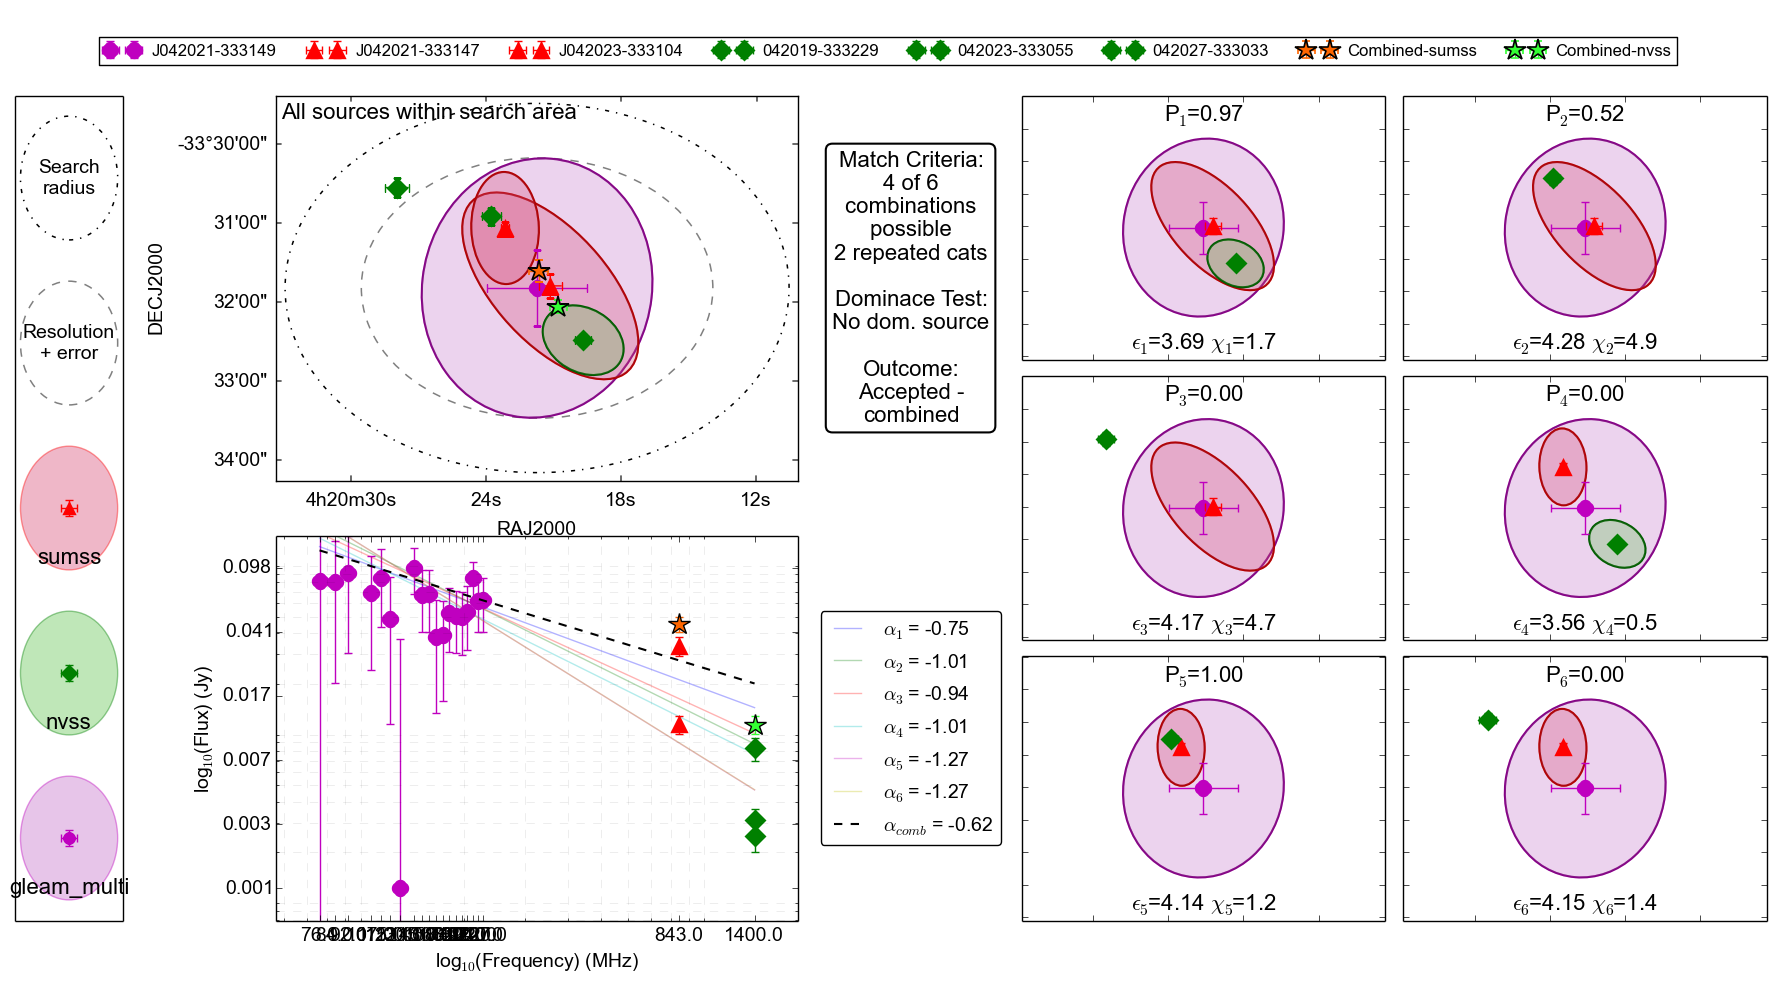 J042021-333149 J042021-333147 J042023-333104 042019-333229 042023-333055 042027-333033 Combined-sumss Combined-nvss
Search
radius
Resolution
+ error
sumss
nvss
gleam_multi
All sources within search area
DECJ2000
-33°30'00"
31'00"
32'00"
33'00"
34'00"
4h20m30s 24s 18s 12s
RAJ2000
Match Criteria:
4 of 6
combinations
possible
2 repeated cats
Dominace Test:
No dom. source
Outcome:
Accepted -
combined
log10(Flux) (Jy)
0.098
0.041
0.017
0.007
0.003
0.001
843.0 1400.0
log10(Frequency) (MHz)
α1 = -0.75
α2 = -1.01
α3 = -0.94
α4 = -1.01
α5 = -1.27
α6 = -1.27
αcomb = -0.62
P1=0.97
ϵ1=3.69 χ1=1.7
P2=0.52
ϵ2=4.28 χ2=4.9
P3=0.00
ϵ3=4.17 χ3=4.7
P4=0.00
ϵ4=3.56 χ4=0.5
P5=1.00
ϵ5=4.14 χ5=1.2
P6=0.00
ϵ6=4.15 χ6=1.4